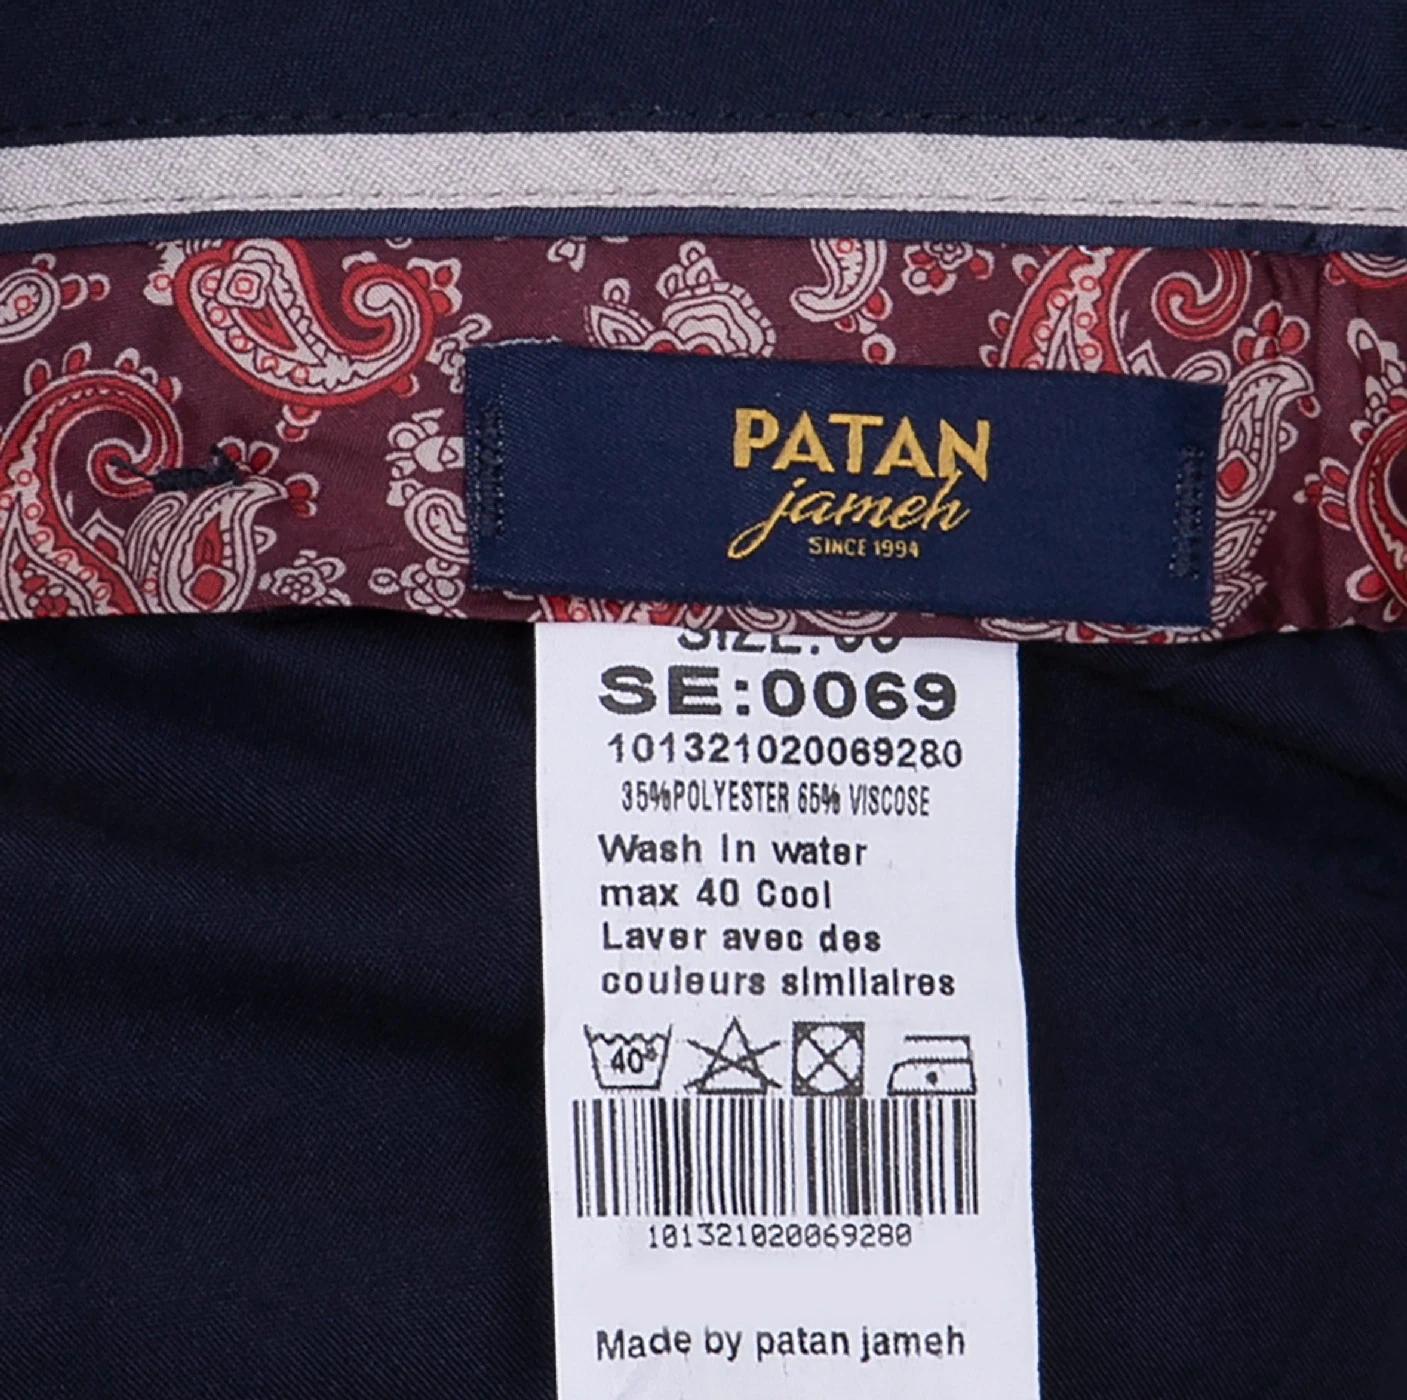 PATAN
jameh
SINCE 1994
SE:0069
101321020069280
35%POLYESTER 65% VISCOSE
Wash In water
max 40 Cool
Laver avec des
couleurs simllaires
40°
101321020069280
Made by patan jameh